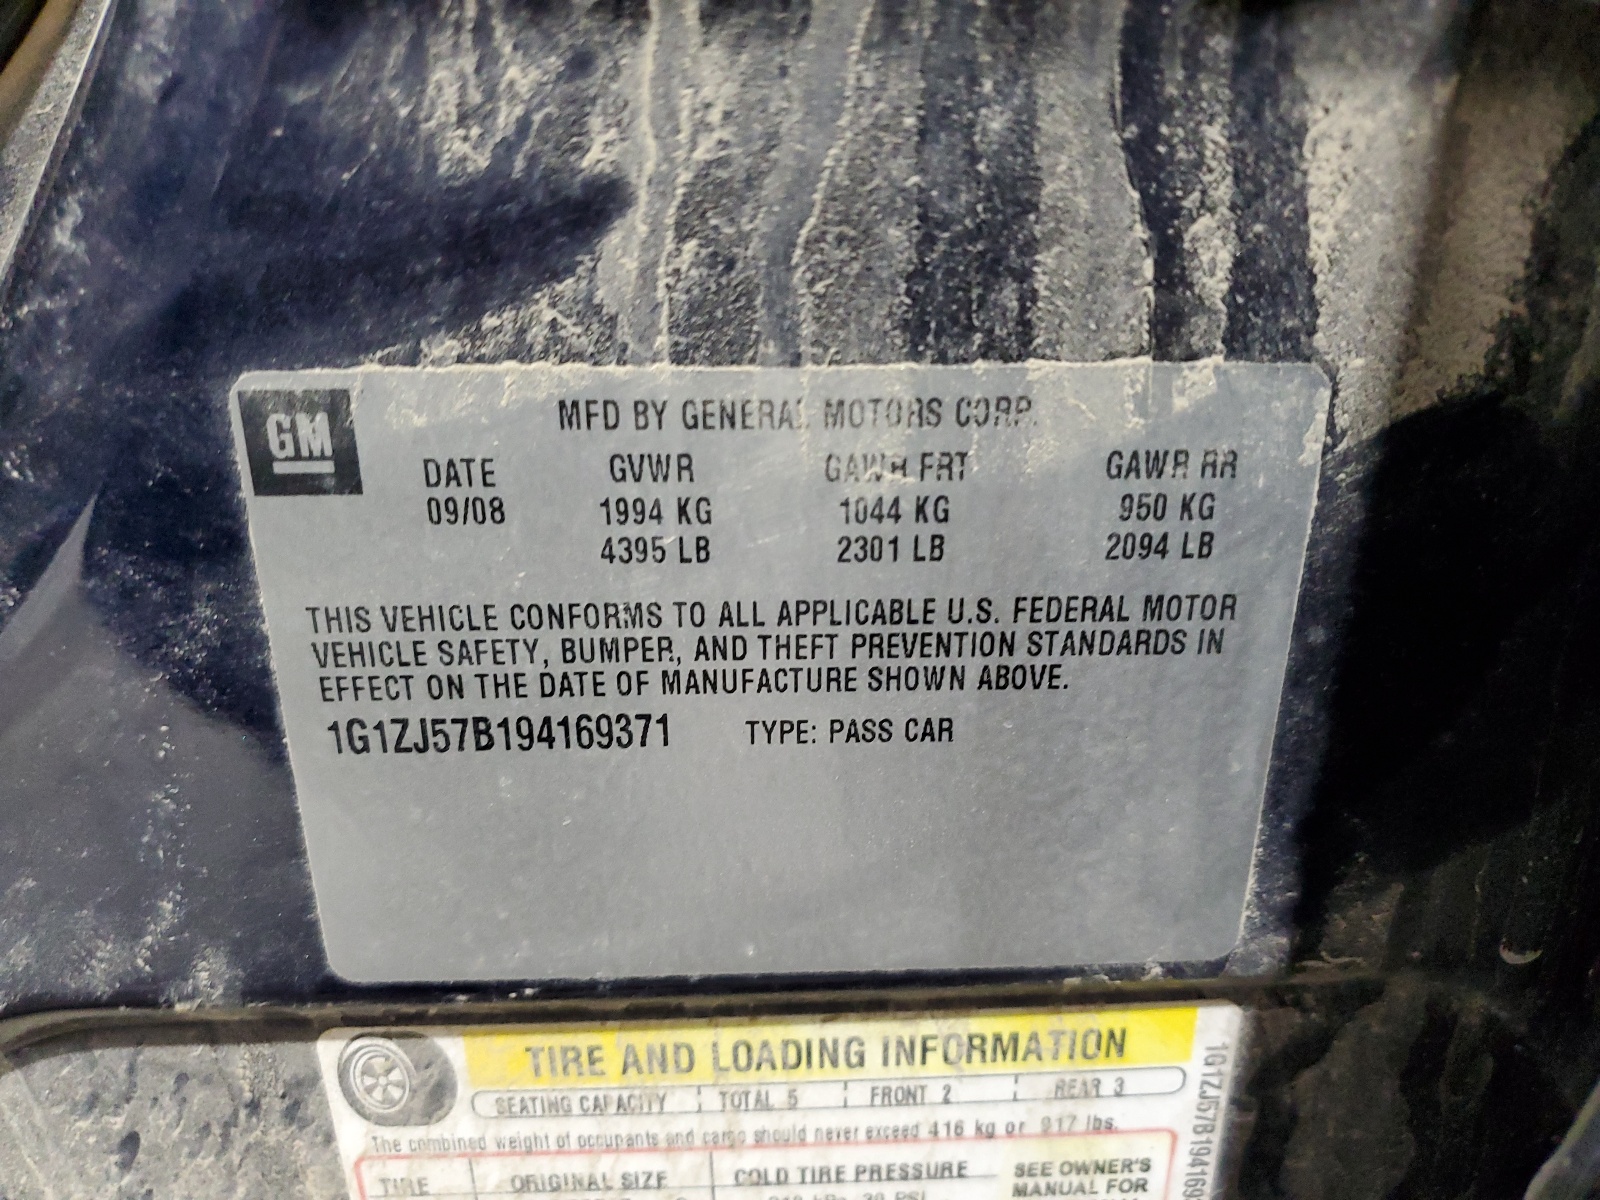 GM
MFD BY GENERAL MOTORS CORP.
DATE GVWR GAWR FRT GAWR RR
09/08 1994 KG 1044 KG 950 KG
4395 LB 2301 LB 2094 LB
THIS VEHICLE CONFORMS TO ALL APPLICABLE U.S. FEDERAL MOTOR
VEHICLE SAFETY, BUMPER, AND THEFT PREVENTION STANDARDS IN
EFFECT ON THE DATE OF MANUFACTURE SHOWN ABOVE.
1G1ZJ57B194169371 TYPE: PASS CAR
TIRE AND LOADING INFORMATION
SEATING CAPACITY TOTAL 5 FRONT 2 REAR 3
The combined weight of occupants and cargo should never exceed 416 kg or 917 lbs.
TIRE ORIGINAL SIZE COLD TIRE PRESSURE SEE OWNER'S
MANUAL FOR
1G1ZJ57B194169